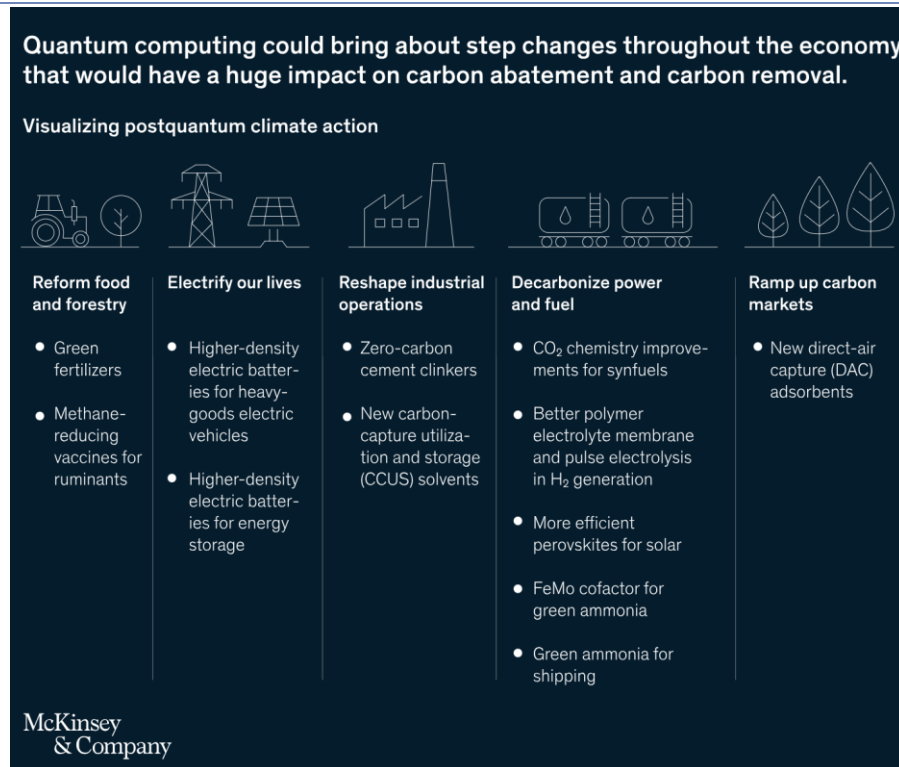 Quantum computing could bring about step changes throughout the economy
that would have a huge impact on carbon abatement and carbon removal.
Visualizing postquantum climate action
Reform food
and forestry
● Green
fertilizers
● Methane-
reducing
vaccines for
ruminants
Electrify our lives
● Higher-density
electric batter-
ies for heavy-
goods electric
vehicles
● Higher-density
electric batter-
ies for energy
storage
Reshape industrial
operations
● Zero-carbon
cement clinkers
● New carbon-
capture utiliza-
tion and storage
(CCUS) solvents
Decarbonize power
and fuel
● CO₂ chemistry improve-
ments for synfuels
● Better polymer
electrolyte membrane
and pulse electrolysis
in H₂ generation
● More efficient
perovskites for solar
● FeMo cofactor for
green ammonia
● Green ammonia for
shipping
Ramp up carbon
markets
● New direct-air
capture (DAC)
adsorbents
McKinsey
& Company